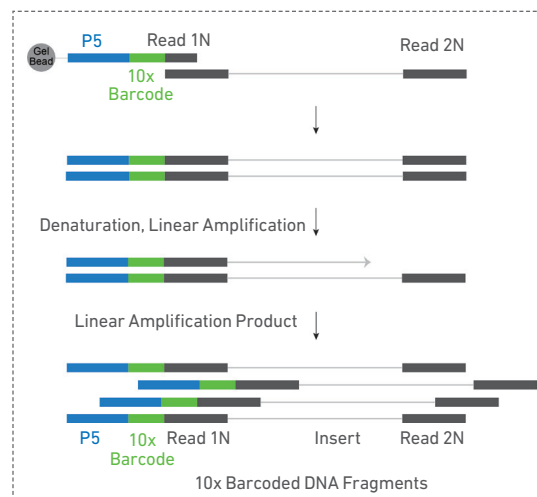 P5 Read 1N Read 2N
Gel
Bead
10x
Barcode
Denaturation, Linear Amplification
Linear Amplification Product
P5 10x Read 1N Insert Read 2N
Barcode
10x Barcoded DNA Fragments